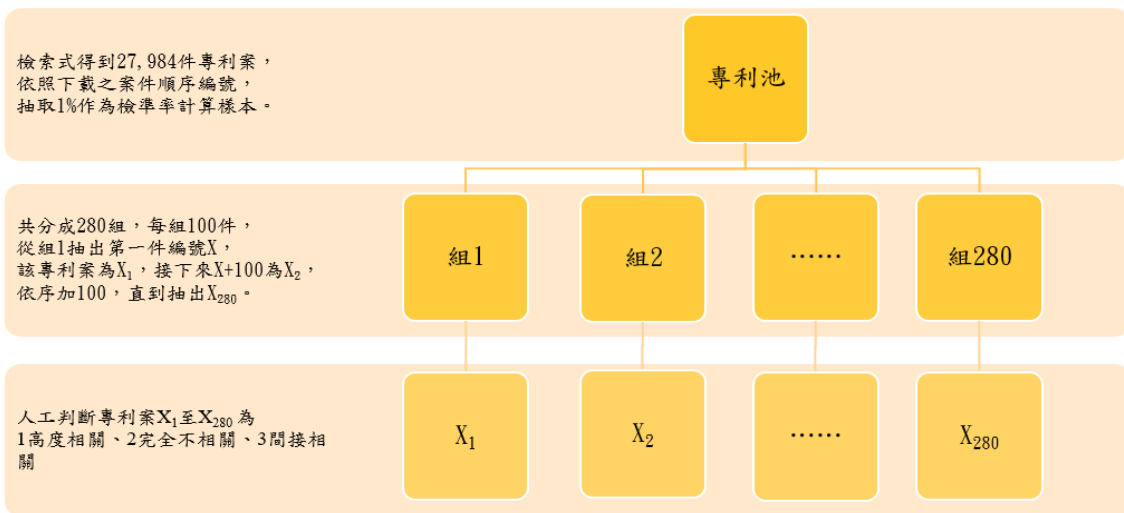 檢索式得到27,984件專利案，
依照下載之案件順序編號，
抽取1%作為檢準率計算樣本。
專利池
共分成280組，每組100件，
從組1抽出第一件編號X，
該專利案為X₁，接下來X+100為X₂，
依序加100，直到抽出X₂₈₀。
組1
組2
……
組280
人工判斷專利案X₁至X₂₈₀ 為
1高度相關、2完全不相關、3間接相
關
X₁
X₂
……
X₂₈₀